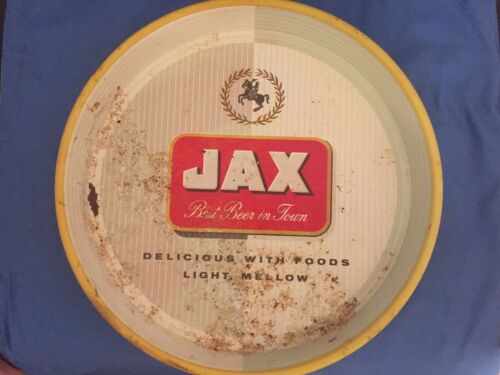 JAX
Best Beer in Town
DELICIOUS WITH FOODS
LIGHT, MELLOW